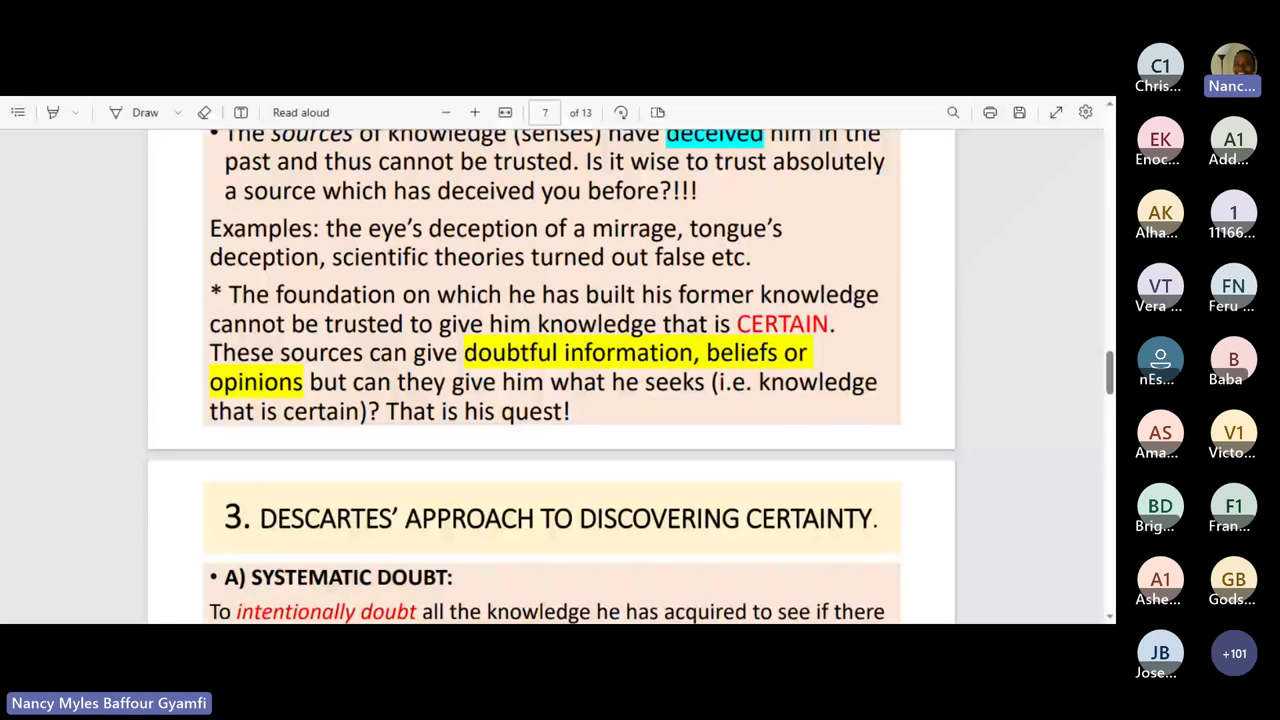 Draw
Read aloud
7
of 13
• The sources of knowledge (senses) have deceived him in the
past and thus cannot be trusted. Is it wise to trust absolutely
a source which has deceived you before?!!!
Examples: the eye's deception of a mirrage, tongue's
deception, scientific theories turned out false etc.
* The foundation on which he has built his former knowledge
cannot be trusted to give him knowledge that is CERTAIN.
These sources can give doubtful information, beliefs or
opinions but can they give him what he seeks (i.e. knowledge
that is certain)? That is his quest!
3. DESCARTES' APPROACH TO DISCOVERING CERTAINTY.
• A) SYSTEMATIC DOUBT:
To intentionally doubt all the knowledge he has acquired to see if there
C1
Chris...
Nanc...
EK
Enoc...
A1
Add...
AK
Alha...
1
11166...
VT
Vera ...
FN
Feru ...
nEs...
B
Baba
AS
Ama...
V1
Victo...
BD
Brig...
F1
Fran...
A1
Ashe...
GB
Gods...
JB
Jose...
+101
Nancy Myles Baffour Gyamfi